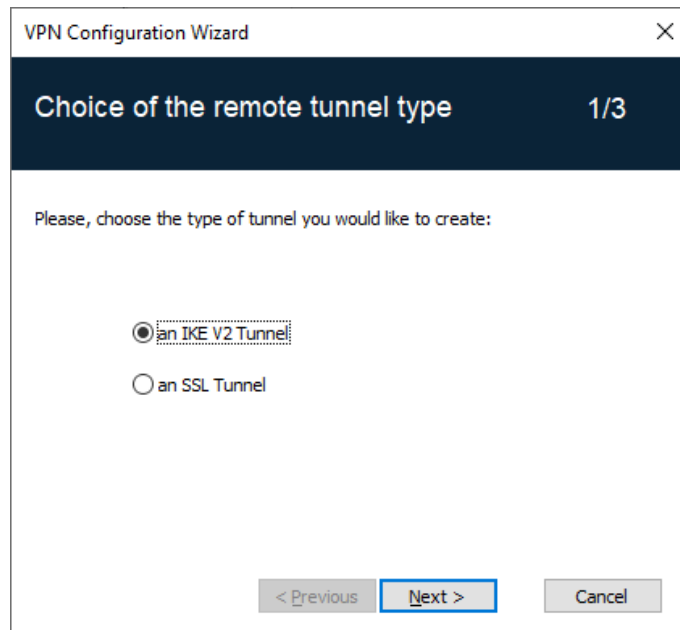 VPN Configuration Wizard
Choice of the remote tunnel type 1/3
Please, choose the type of tunnel you would like to create:
an IKE V2 Tunnel
an SSL Tunnel
< Previous Next > Cancel